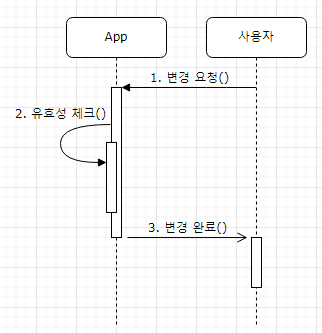 App
사용자
1. 변경 요청()
2. 유효성 체크()
3. 변경 완료()